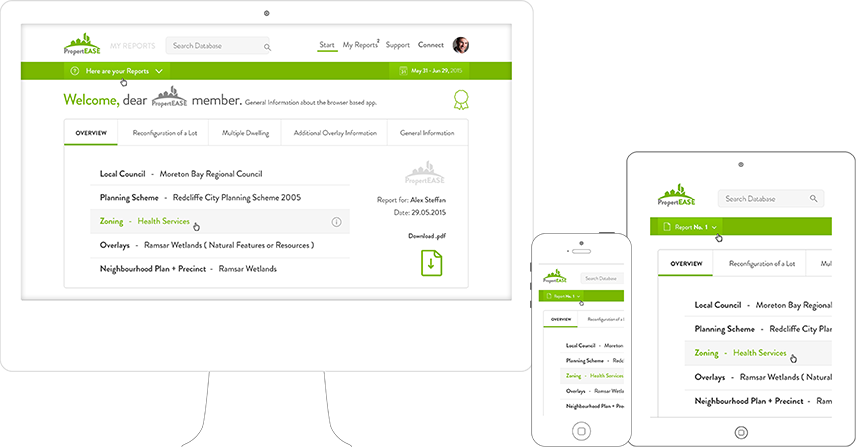 PropertEASE
MY REPORTS
Search Database
Start My Reports 2 Support Connect
Here are your Reports
May 31 - Jun 29, 2015
Welcome, dear PropertEASE member. General Information about the browser based app.
OVERVIEW Reconfiguration of a Lot Multiple Dwelling Additional Overlay Information General Information
Local Council - Moreton Bay Regional Council
Planning Scheme - Redcliffe City Planning Scheme 2005
Zoning - Health Services
Overlays - Ramsar Wetlands ( Natural Features or Resources )
Neighbourhood Plan + Precinct - Ramsar Wetlands
PropertEASE
Report for: Alex Steffan
Date: 29.05.2015
Download .pdf
PropertEASE
Search Database
Report No. 1
OVERVIEW Reconfiguration of a L
Local Council - Moreton
Planning Scheme - Redcliffe
Zoning - Health Services
Overlays - Ramsar Wetla
Neighbourhood Plan + Precin
PropertEASE
Search Database
Report No. 1
OVERVIEW Reconfiguration of a Lot Mul
Local Council - Moreton Bay Regional
Planning Scheme - Redcliffe City Plan
Zoning - Health Services
Overlays - Ramsar Wetlands ( Natural
Neighbourhood Plan + Precinct - Ram